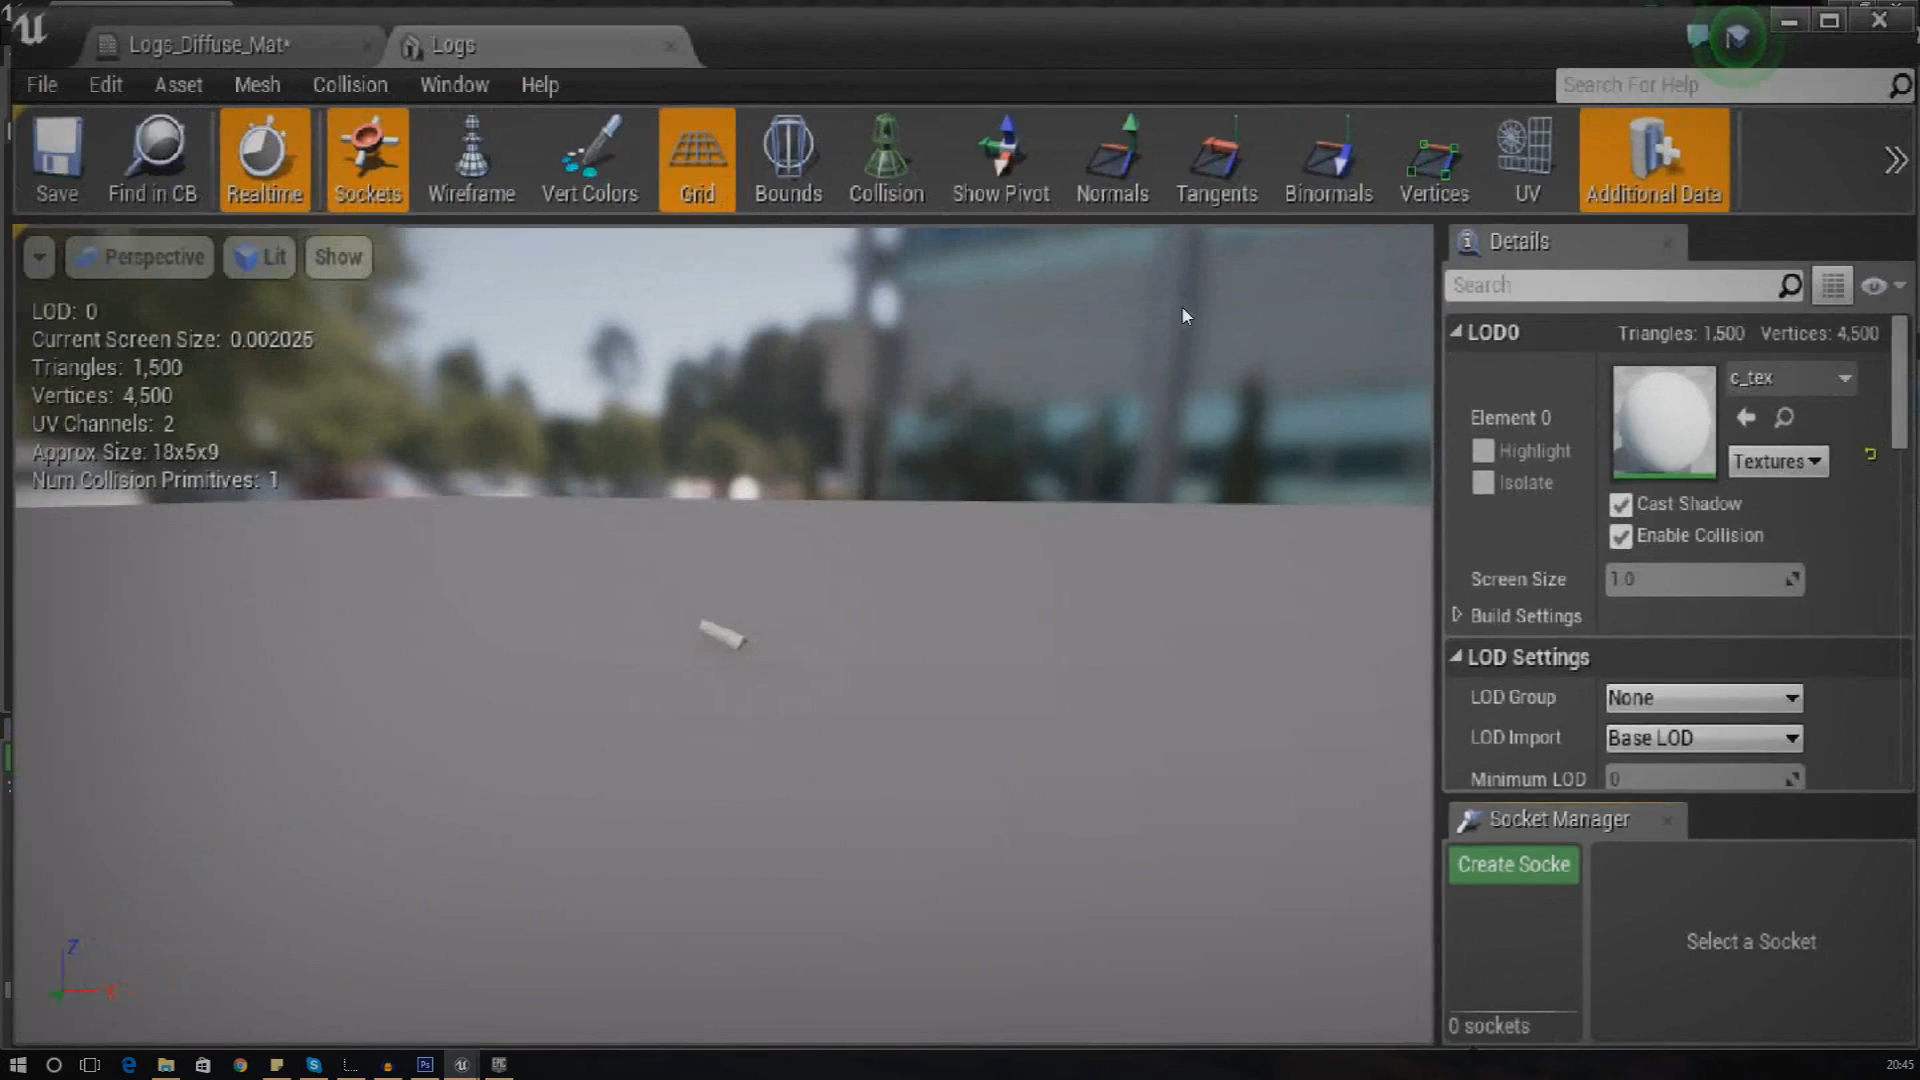 Logs_Diffuse_Mat*
Logs
File Edit Asset Mesh Collision Window Help
Search For Help
Save
Find in CB
Realtime
Sockets
Wireframe
Vert Colors
Grid
Bounds
Collision
Show Pivot
Normals
Tangents
Binormals
Vertices
UV
Additional Data
Perspective
Lit
Show
LOD: 0
Current Screen Size: 0.002025
Triangles: 1,500
Vertices: 4,500
UV Channels: 2
Approx Size: 18x5x9
Num Collision Primitives: 1
Z
X
Details
Search
LOD0
Triangles: 1,500 Vertices: 4,500
Element 0
Highlight
Isolate
c_tex
Textures
Cast Shadow
Enable Collision
Screen Size
1.0
Build Settings
LOD Settings
LOD Group
None
LOD Import
Base LOD
Minimum LOD
0
Socket Manager
Create Socke
Select a Socket
0 sockets
Ps
EPIC
20:45